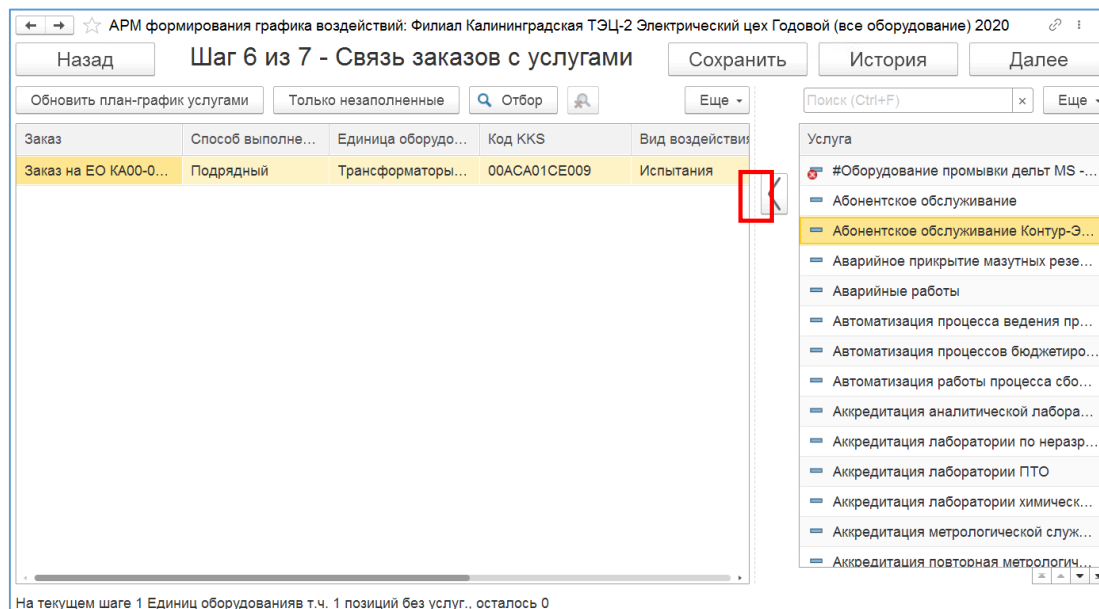 АРМ формирования графика воздействий: Филиал Калининградская ТЭЦ-2 Электрический цех Годовой (все оборудование) 2020
Назад Шаг 6 из 7 - Связь заказов с услугами Сохранить История Далее
Обновить план-график услугами Только незаполненные Отбор Еще Поиск (Ctrl+F) × Еще
Заказ Способ выполне... Единица оборудо... Код KKS Вид воздействия Услуга
Заказ на ЕО КА00-0... Подрядный Трансформаторы... 00ACA01CE009 Испытания
#Оборудование промывки дельт MS -...
Абонентское обслуживание
Абонентское обслуживание Контур-Э...
Аварийное прикрытие мазутных резе...
Аварийные работы
Автоматизация процесса ведения пр...
Автоматизация процессов бюджетиро...
Автоматизация работы процесса сбо...
Аккредитация аналитической лабора...
Аккредитация лаборатории по неразр...
Аккредитация лаборатории ПТО
Аккредитация лаборатории химическ...
Аккредитация метрологической служ...
Аккредитация повторная метрологич...
На текущем шаге 1 Единиц оборудованияв т.ч. 1 позиций без услуг., осталось 0